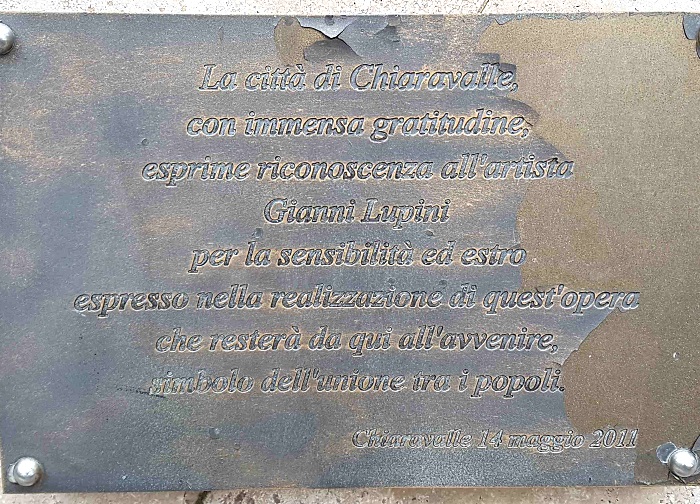 La città di Chiaravalle,
con immensa gratitudine,
esprime riconoscenza all'artista
Gianni Lupini
per la sensibilità ed estro
espresso nella realizzazione di quest'opera
che resterà da qui all'avvenire,
simbolo dell'unione tra i popoli.
Chiaravalle 14 maggio 2011